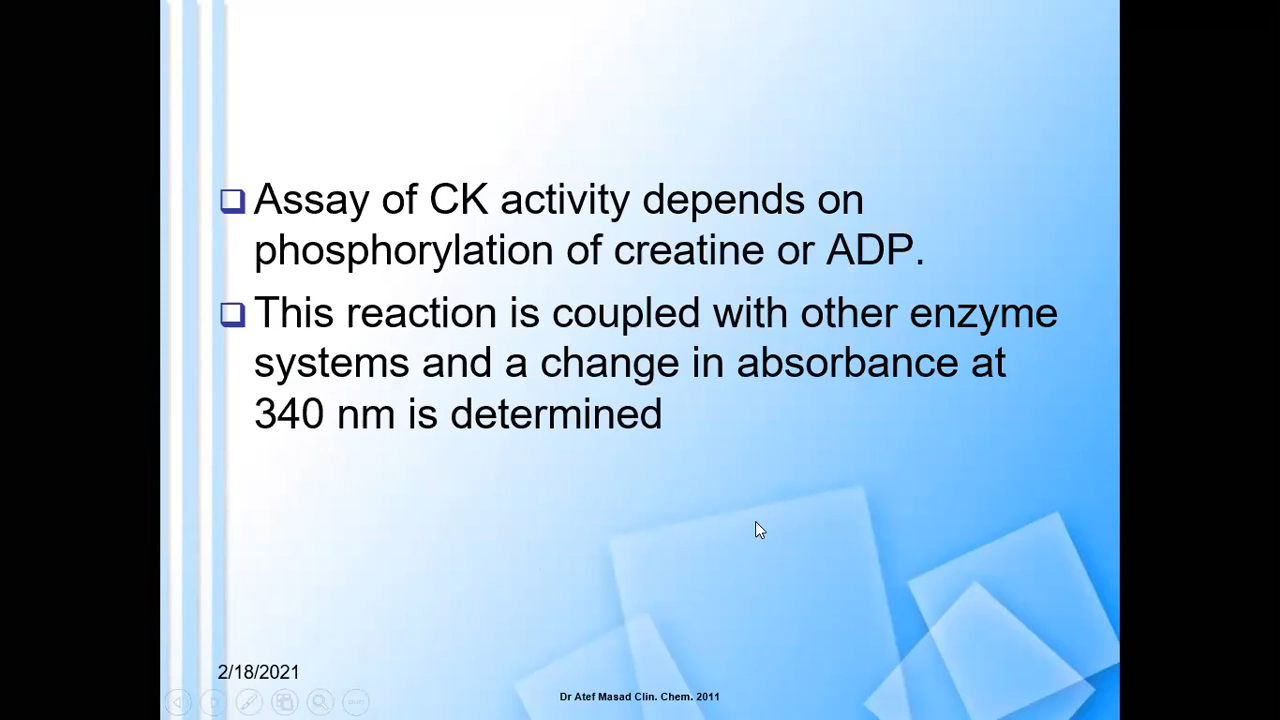 Assay of CK activity depends on
phosphorylation of creatine or ADP.
This reaction is coupled with other enzyme
systems and a change in absorbance at
340 nm is determined
2/18/2021
Dr Atef Masad Clin. Chem. 2011